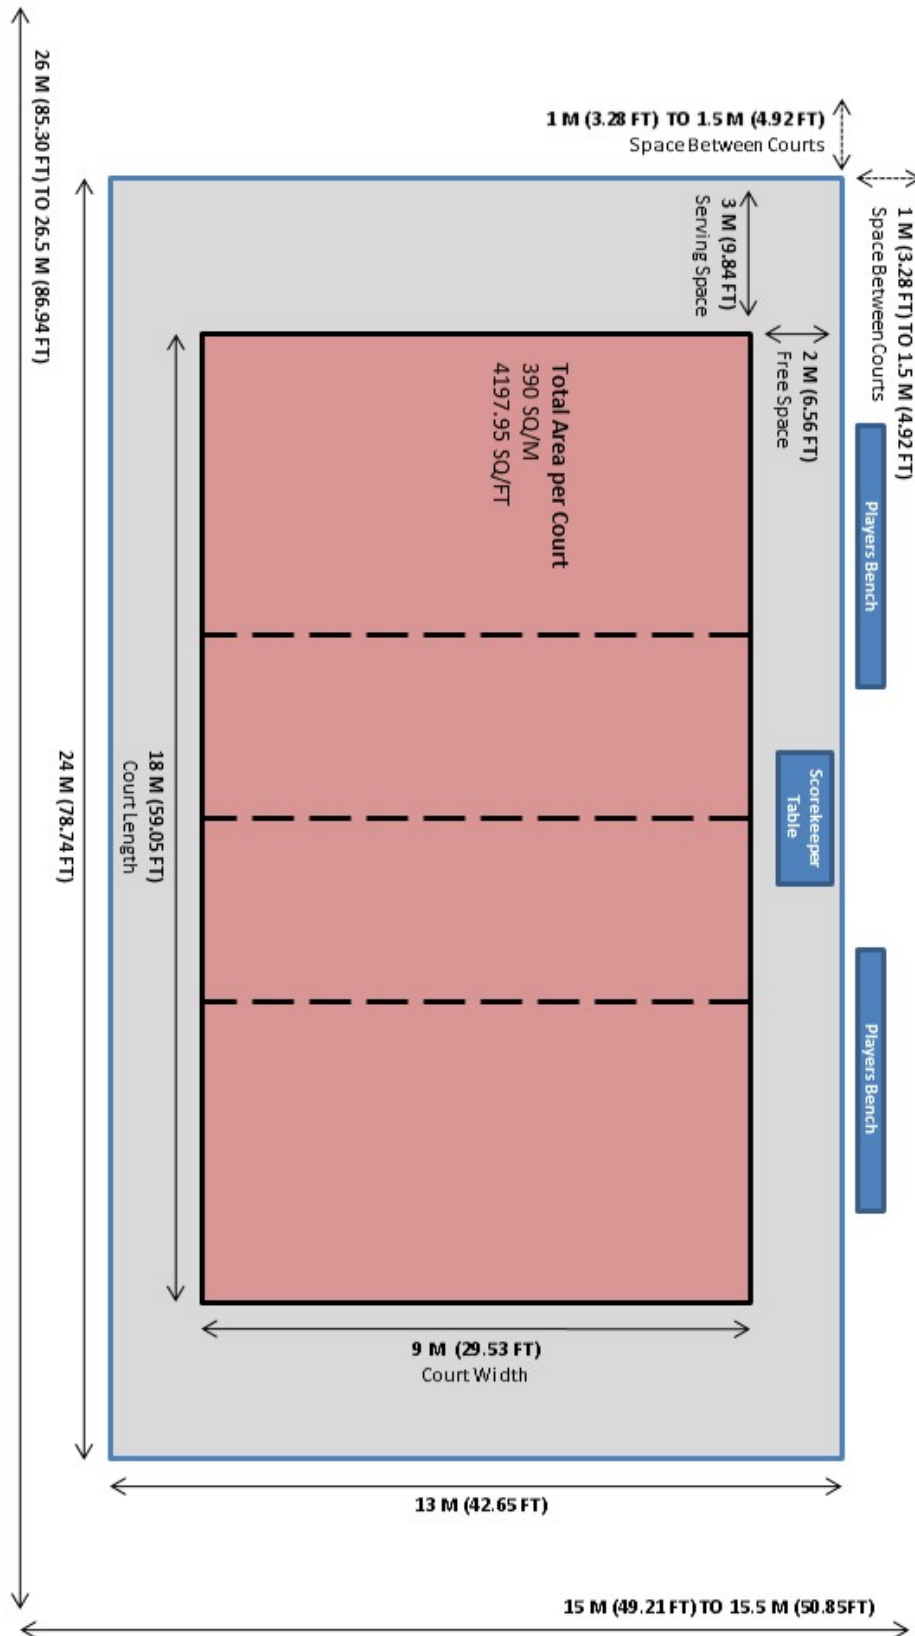 26 M (85.30 FT) TO 26.5 M (86.94 FT)
1 M (3.28 FT) TO 1.5 M (4.92 FT)
Space Between Courts
1 M (3.28 FT) TO 1.5 M (4.92 FT)
Space Between Courts
3 M (9.84 FT)
Serving Space
2 M (6.56 FT)
Free Space
Total Area per Court
390 SQ/M
4197.95 SQ/FT
Players Bench
Scorekeeper
Table
Players Bench
18 M (59.05 FT)
Court Length
24 M (78.74 FT)
9 M (29.53 FT)
Court Width
13 M (42.65 FT)
15 M (49.21 FT) TO 15.5 M (50.85FT)